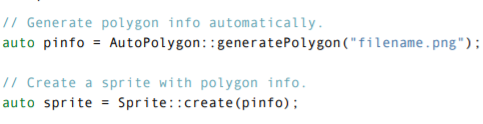 // Generate polygon info automatically.
auto pinfo = AutoPolygon::generatePolygon("filename.png");
// Create a sprite with polygon info.
auto sprite = Sprite::create(pinfo);